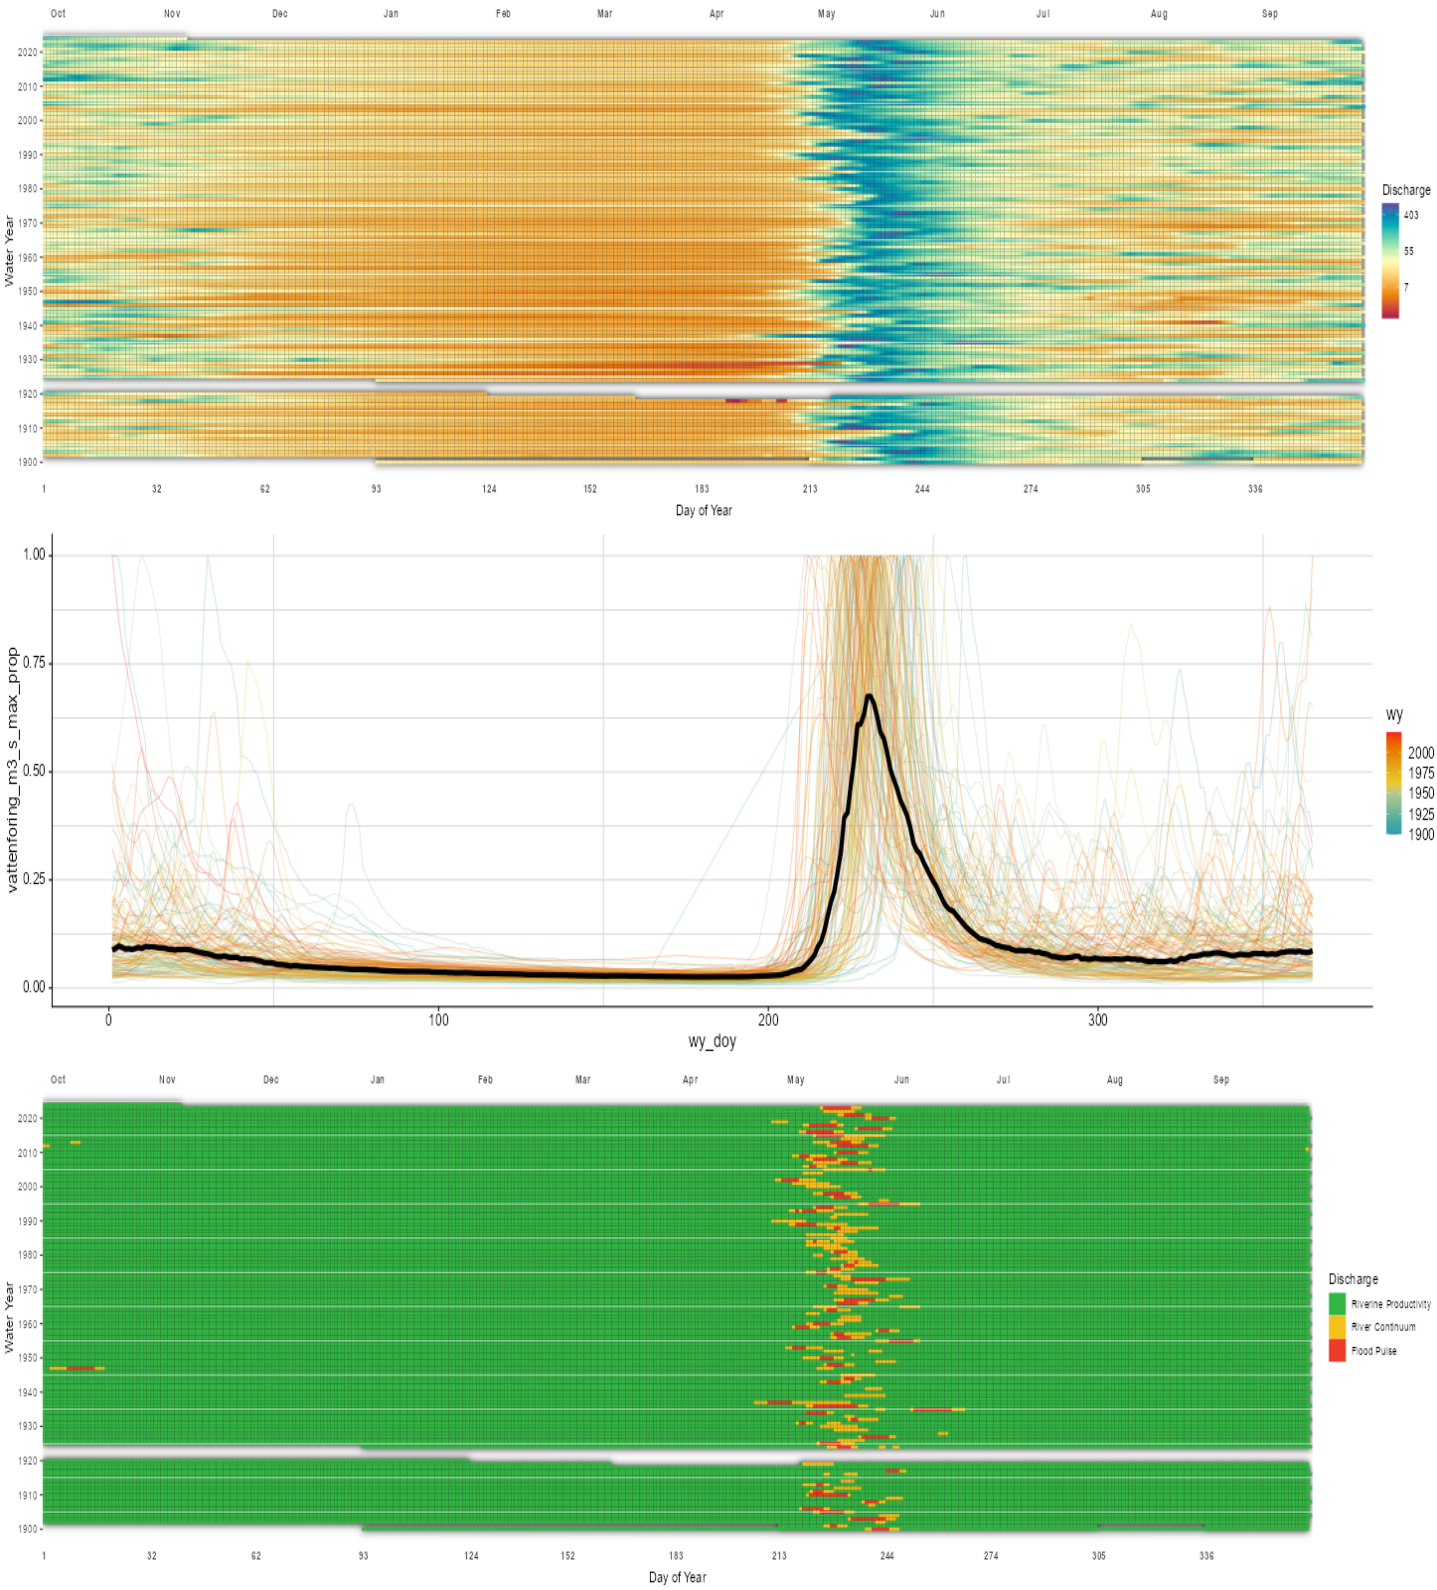 Oct Nov Dec Jan Feb Mar Apr May Jun Jul Aug Sep
2020
2010
2000
1990
1980
1970
1960
1950
1940
1930
1920
1910
1900
Water Year
Discharge
403
55
7
1 32 62 93 124 152 183 213 244 274 305 336
Day of Year
1.00
0.75
0.50
0.25
0.00
vattenforing_m3_s_max_prop
wy
2000
1975
1950
1925
1900
0 100 200 300
wy_doy
Oct Nov Dec Jan Feb Mar Apr May Jun Jul Aug Sep
2020
2010
2000
1990
1980
1970
1960
1950
1940
1930
1920
1910
1900
Water Year
Discharge
Riverine Productivity
River Continuum
Flood Pulse
1 32 62 93 124 152 183 213 244 274 305 336
Day of Year